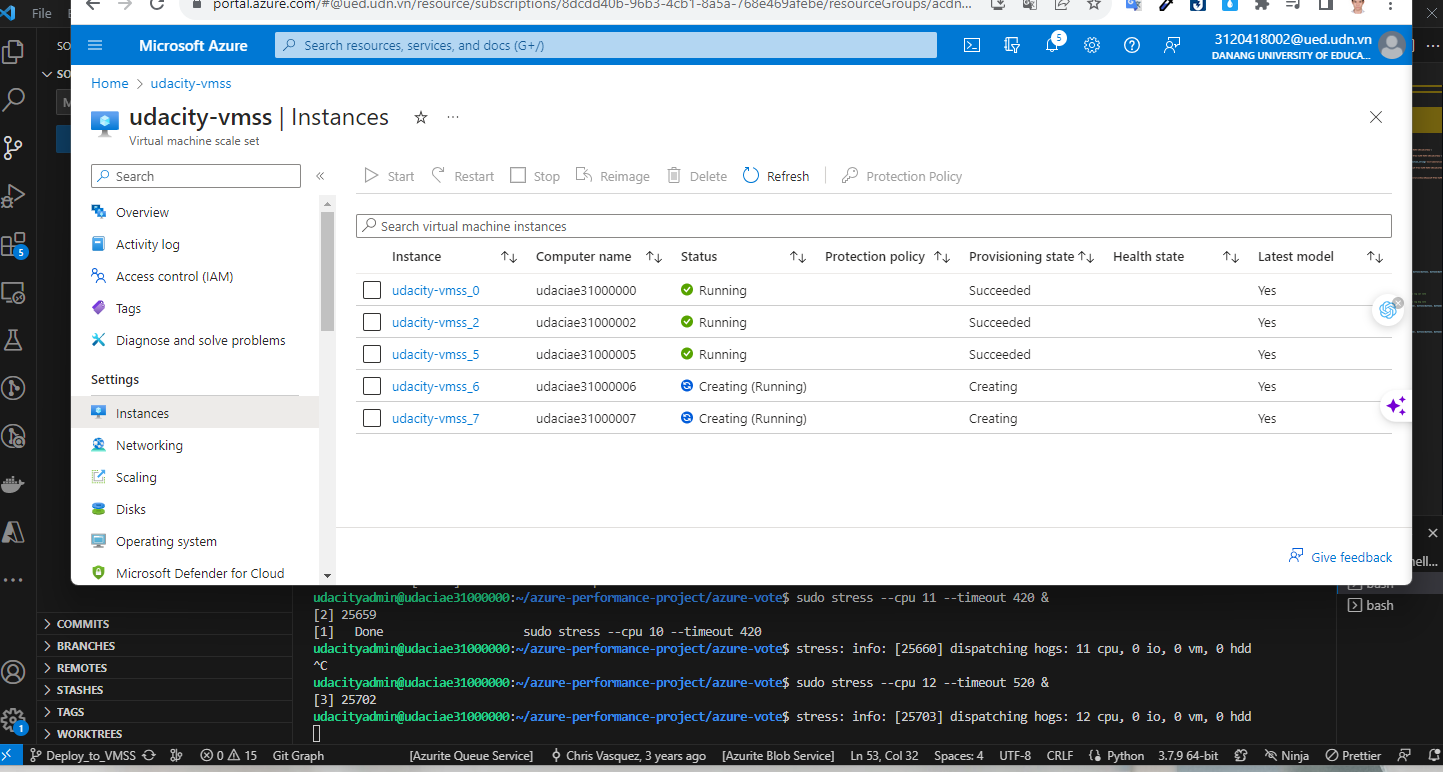 File
portal.azure.com/#@ued.udn.vn/resource/subscriptions/8dcdd40b-96b3-4cb1-8a5a-768e469afebe/resourceGroups/acdn...
Microsoft Azure
Search resources, services, and docs (G+/)
5
3120418002@ued.udn.vn
DANANG UNIVERSITY OF EDUCA...
Home > udacity-vmss
udacity-vmss | Instances
Virtual machine scale set
Search
Start Restart Stop Reimage Delete Refresh Protection Policy
Overview
Activity log
Access control (IAM)
Tags
Diagnose and solve problems
Settings
Instances
Networking
Scaling
Disks
Operating system
Microsoft Defender for Cloud
Search virtual machine instances
Instance Computer name Status Protection policy Provisioning state Health state Latest model
udacity-vmss_0 udaciae31000000 Running Succeeded Yes
udacity-vmss_2 udaciae31000002 Running Succeeded Yes
udacity-vmss_5 udaciae31000005 Running Succeeded Yes
udacity-vmss_6 udaciae31000006 Creating (Running) Creating Yes
udacity-vmss_7 udaciae31000007 Creating (Running) Creating Yes
Give feedback
5
1
COMMITS
BRANCHES
REMOTES
STASHES
TAGS
WORKTREES
udacityadmin@udaciae31000000:~/azure-performance-project/azure-vote$ sudo stress --cpu 11 --timeout 420 &
[2] 25659
[1] Done sudo stress --cpu 10 --timeout 420
udacityadmin@udaciae31000000:~/azure-performance-project/azure-vote$ stress: info: [25660] dispatching hogs: 11 cpu, 0 io, 0 vm, 0 hdd
^C
udacityadmin@udaciae31000000:~/azure-performance-project/azure-vote$ sudo stress --cpu 12 --timeout 520 &
[3] 25702
udacityadmin@udaciae31000000:~/azure-performance-project/azure-vote$ stress: info: [25703] dispatching hogs: 12 cpu, 0 io, 0 vm, 0 hdd
bash
bash
Deploy_to_VMSS 0 15 Git Graph [Azurite Queue Service] Chris Vasquez, 3 years ago [Azurite Blob Service] Ln 53, Col 32 Spaces: 4 UTF-8 CRLF Python 3.7.9 64-bit Ninja Prettier